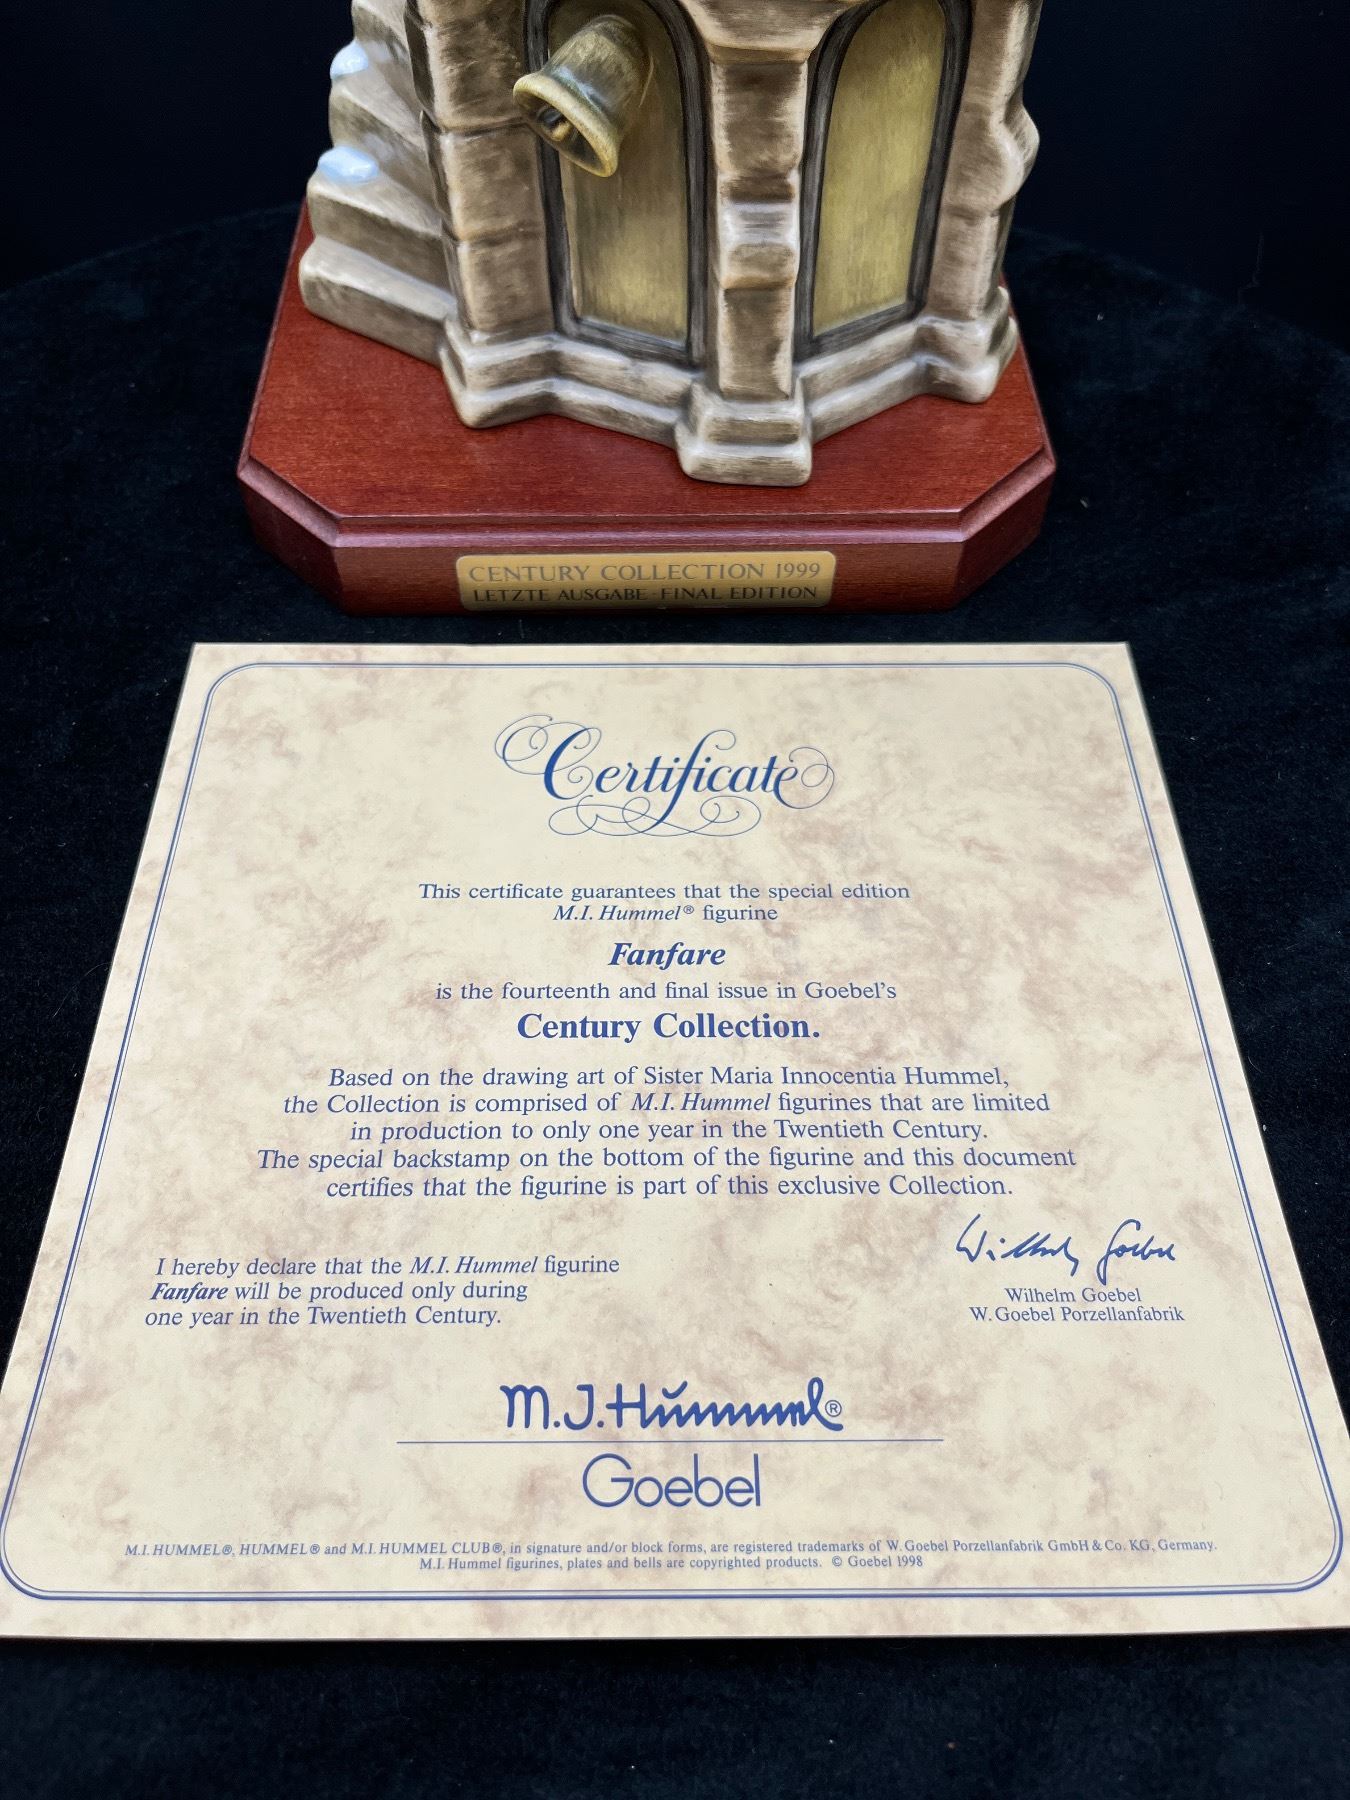 CENTURY COLLECTION 1999
LETZTE AUSGABE · FINAL EDITION
Certificate
This certificate guarantees that the special edition
M.I. Hummel® figurine
Fanfare
is the fourteenth and final issue in Goebel's
Century Collection.
Based on the drawing art of Sister Maria Innocentia Hummel,
the Collection is comprised of M.I. Hummel figurines that are limited
in production to only one year in the Twentieth Century.
The special backstamp on the bottom of the figurine and this document
certifies that the figurine is part of this exclusive Collection.
I hereby declare that the M.I. Hummel figurine
Fanfare will be produced only during
one year in the Twentieth Century.
Wilhelm Goebel
Wilhelm Goebel
W. Goebel Porzellanfabrik
M.J. Hummel®
Goebel
M.I. HUMMEL®, HUMMEL® and M.I. HUMMEL CLUB®, in signature and/or block forms, are registered trademarks of W. Goebel Porzellanfabrik GmbH & Co. KG, Germany.
M.I. Hummel figurines, plates and bells are copyrighted products. © Goebel 1998